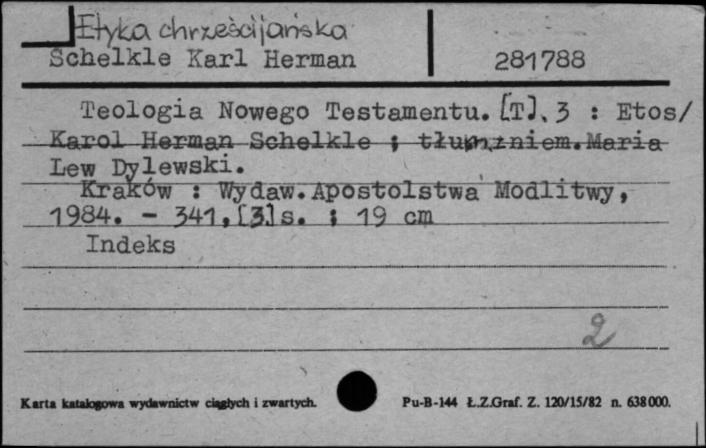 Etyka chrześcijańska
Schelkle Karl Herman 281788
Teologia Nowego Testamentu. [T]. 3 : Etos/
Karol Herman Schelkle ; tłum.z niem.Maria
Lew Dylewski.
Kraków : Wydaw.Apostolstwa Modlitwy,
1984. - 341,[3]s. ; 19 cm
Indeks
2
Karta katalogowa wydawnictw ciągłych i zwartych. Pu-B-144 Ł.Z.Graf. Z. 120/15/82 n. 638000.